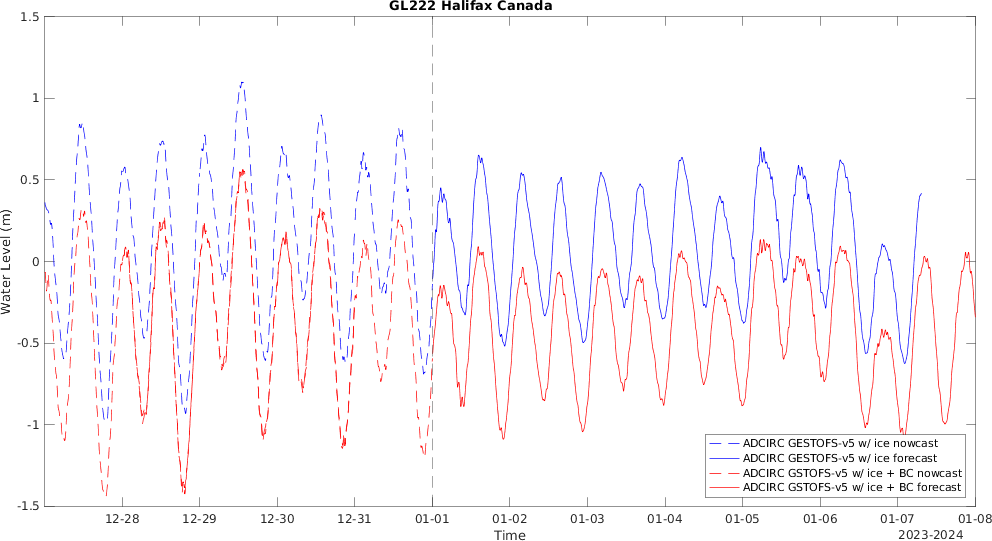 GL222 Halifax Canada
1.5
1
0.5
0
-0.5
-1
-1.5
Water Level (m)
ADCIRC GESTOFS-v5 w/ ice nowcast
ADCIRC GESTOFS-v5 w/ ice forecast
ADCIRC GSTOFS-v5 w/ ice + BC nowcast
ADCIRC GSTOFS-v5 w/ ice + BC forecast
12-28 12-29 12-30 12-31 01-01 01-02 01-03 01-04 01-05 01-06 01-07 01-08
Time
2023-2024